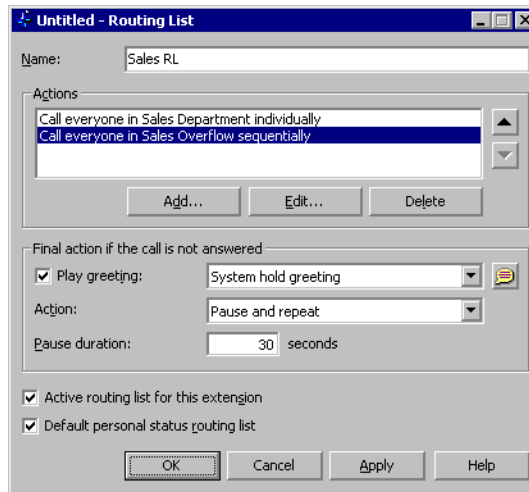 Untitled - Routing List
Name: Sales RL
Actions
Call everyone in Sales Department individually
Call everyone in Sales Overflow sequentially
Add... Edit... Delete
Final action if the call is not answered
Play greeting: System hold greeting
Action: Pause and repeat
Pause duration: 30 seconds
Active routing list for this extension
Default personal status routing list
OK Cancel Apply Help